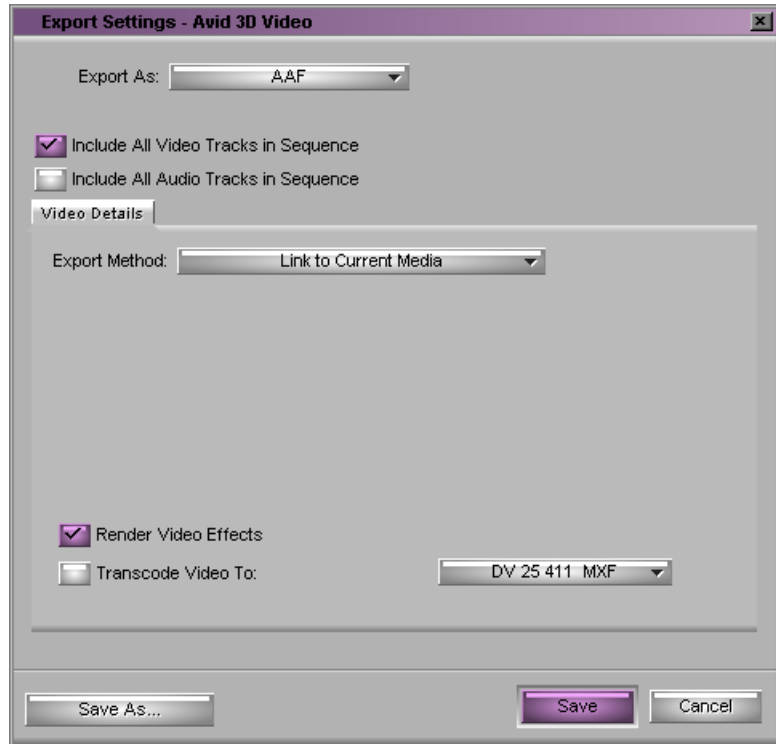 Export Settings - Avid 3D Video
Export As: AAF
Include All Video Tracks in Sequence
Include All Audio Tracks in Sequence
Video Details
Export Method: Link to Current Media
Render Video Effects
Transcode Video To: DV 25 411 MXF
Save As... Save Cancel